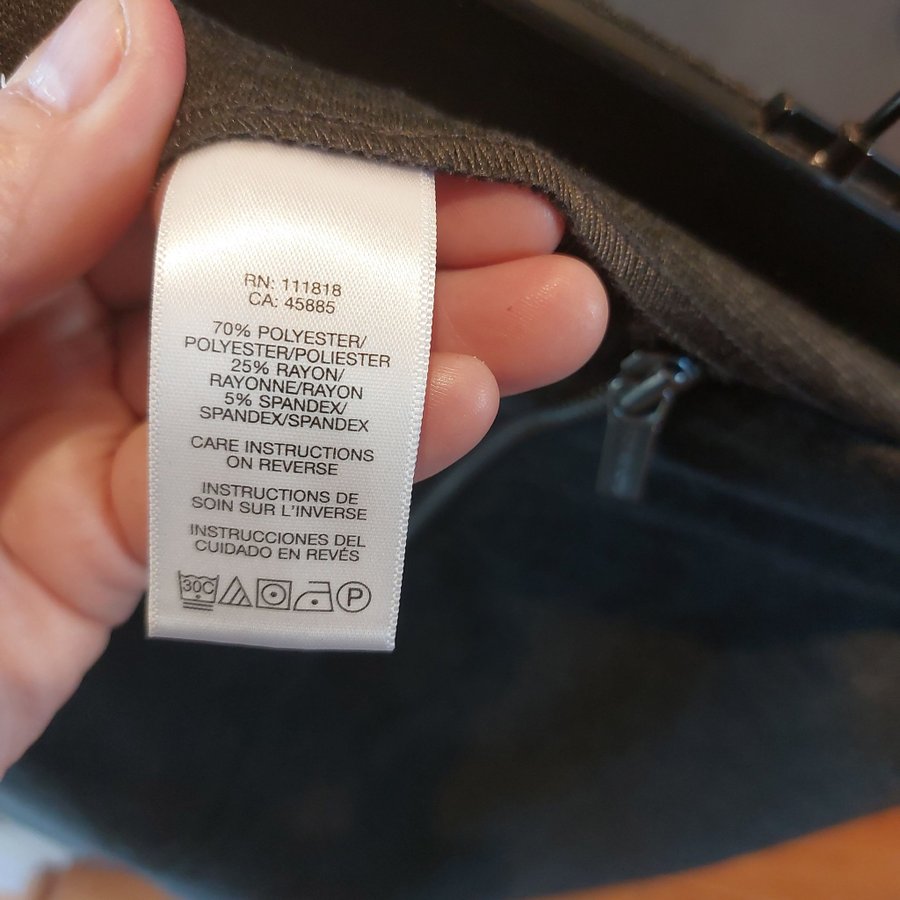 RN: 111818
CA: 45885
70% POLYESTER/
POLYESTER/POLIESTER
25% RAYON/
RAYONNE/RAYON
5% SPANDEX/
SPANDEX/SPANDEX
CARE INSTRUCTIONS
ON REVERSE
INSTRUCTIONS DE
SOIN SUR L'INVERSE
INSTRUCCIONES DEL
CUIDADO EN REVÉS
30C P